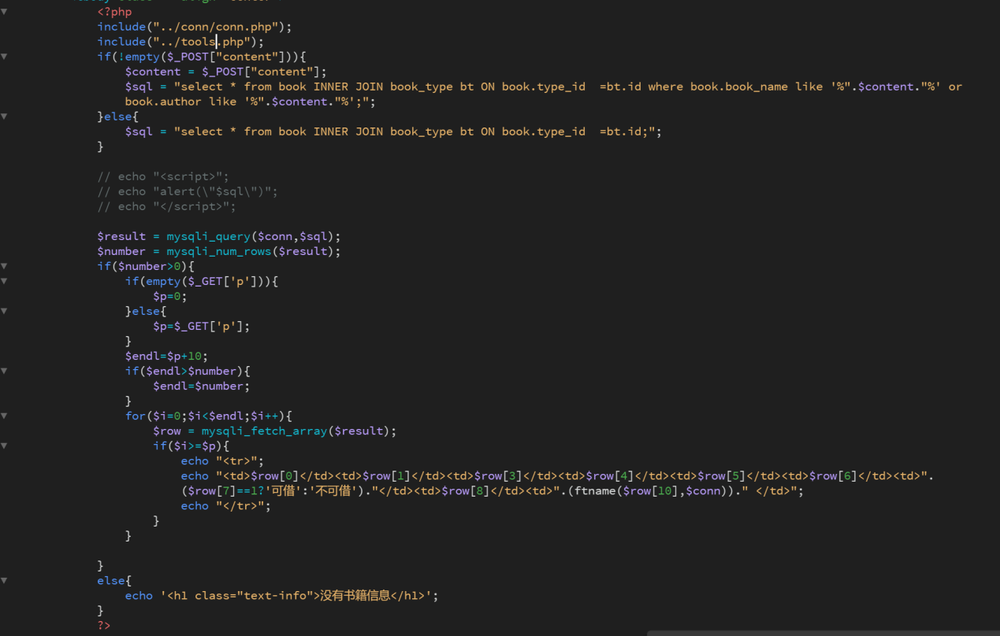 <?php
include("../conn/conn.php");
include("../tools.php");
if(!empty($_POST["content"])){
$content = $_POST["content"];
$sql = "select * from book INNER JOIN book_type bt ON book.type_id  =bt.id where book.book_name like '%".$content."%' or
book.author like '%".$content."%';";
}else{
$sql = "select * from book INNER JOIN book_type bt ON book.type_id  =bt.id;";
}
// echo "<script>";
// echo "alert(\"$sql\")";
// echo "</script>";
$result = mysqli_query($conn,$sql);
$number = mysqli_num_rows($result);
if($number>0){
if(empty($_GET['p'])){
$p=0;
}else{
$p=$_GET['p'];
}
$endl=$p+10;
if($endl>$number){
$endl=$number;
}
for($i=0;$i<$endl;$i++){
$row = mysqli_fetch_array($result);
if($i>=$p){
echo "<tr>";
echo "<td>$row[0]</td><td>$row[1]</td><td>$row[3]</td><td>$row[4]</td><td>$row[5]</td><td>$row[6]</td><td>".
($row[7]==1?'可借':'不可借')."</td><td>$row[8]</td><td>".(ftname($row[10],$conn))." </td>";
echo "</tr>";
}
}
}
else{
echo '<h1 class="text-info">没有书籍信息</h1>';
}
?>